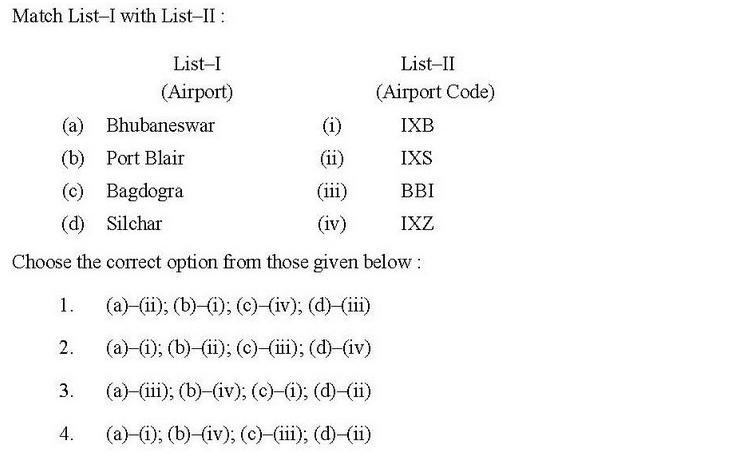 Match List–I with List–II :
List–I List–II
(Airport) (Airport Code)
(a) Bhubaneswar (i) IXB
(b) Port Blair (ii) IXS
(c) Bagdogra (iii) BBI
(d) Silchar (iv) IXZ
Choose the correct option from those given below :
1. (a)–(ii); (b)–(i); (c)–(iv); (d)–(iii)
2. (a)–(i); (b)–(ii); (c)–(iii); (d)–(iv)
3. (a)–(iii); (b)–(iv); (c)–(i); (d)–(ii)
4. (a)–(i); (b)–(iv); (c)–(iii); (d)–(ii)